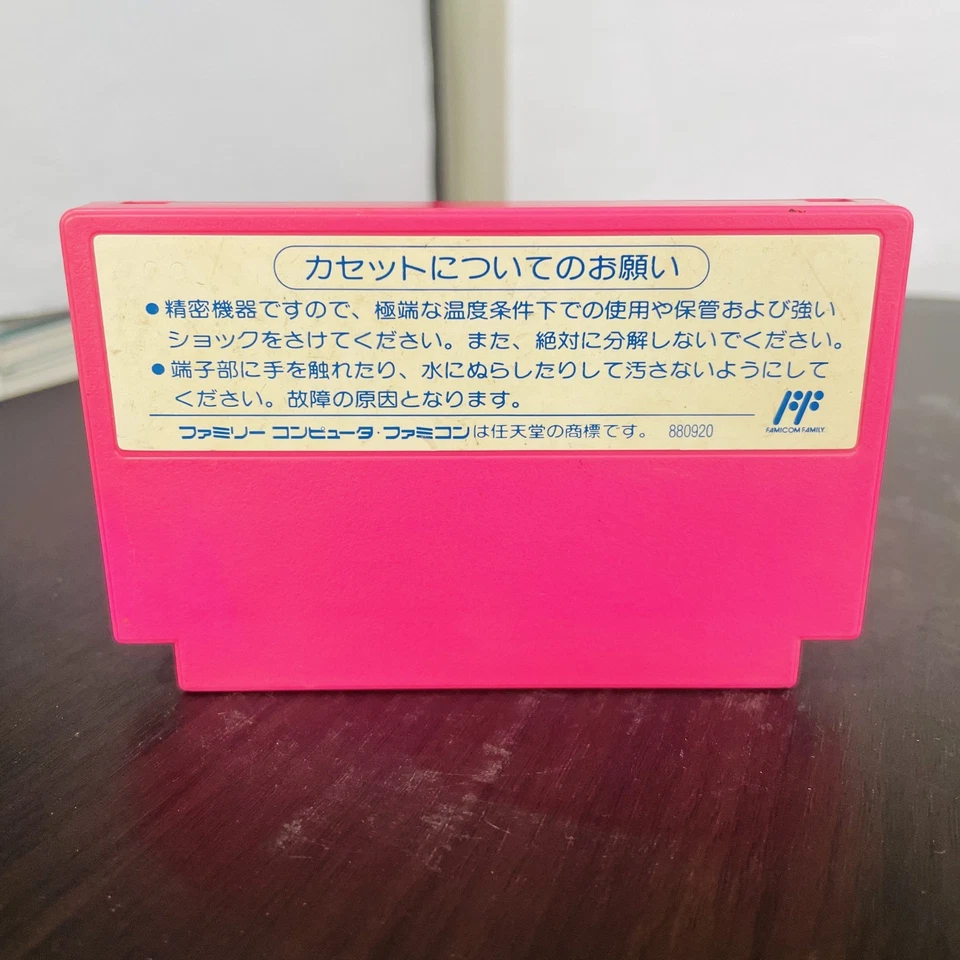 カセットについてのお願い
●精密機器ですので、極端な温度条件下での使用や保管および強い
ショックをさけてください。また、絶対に分解しないでください。
●端子部に手を触れたり、水にぬらしたりして汚さないようにして
ください。故障の原因となります。
FAMICOM FAMILY
ファミリーコンピュータ・ファミコンは任天堂の商標です。 880920